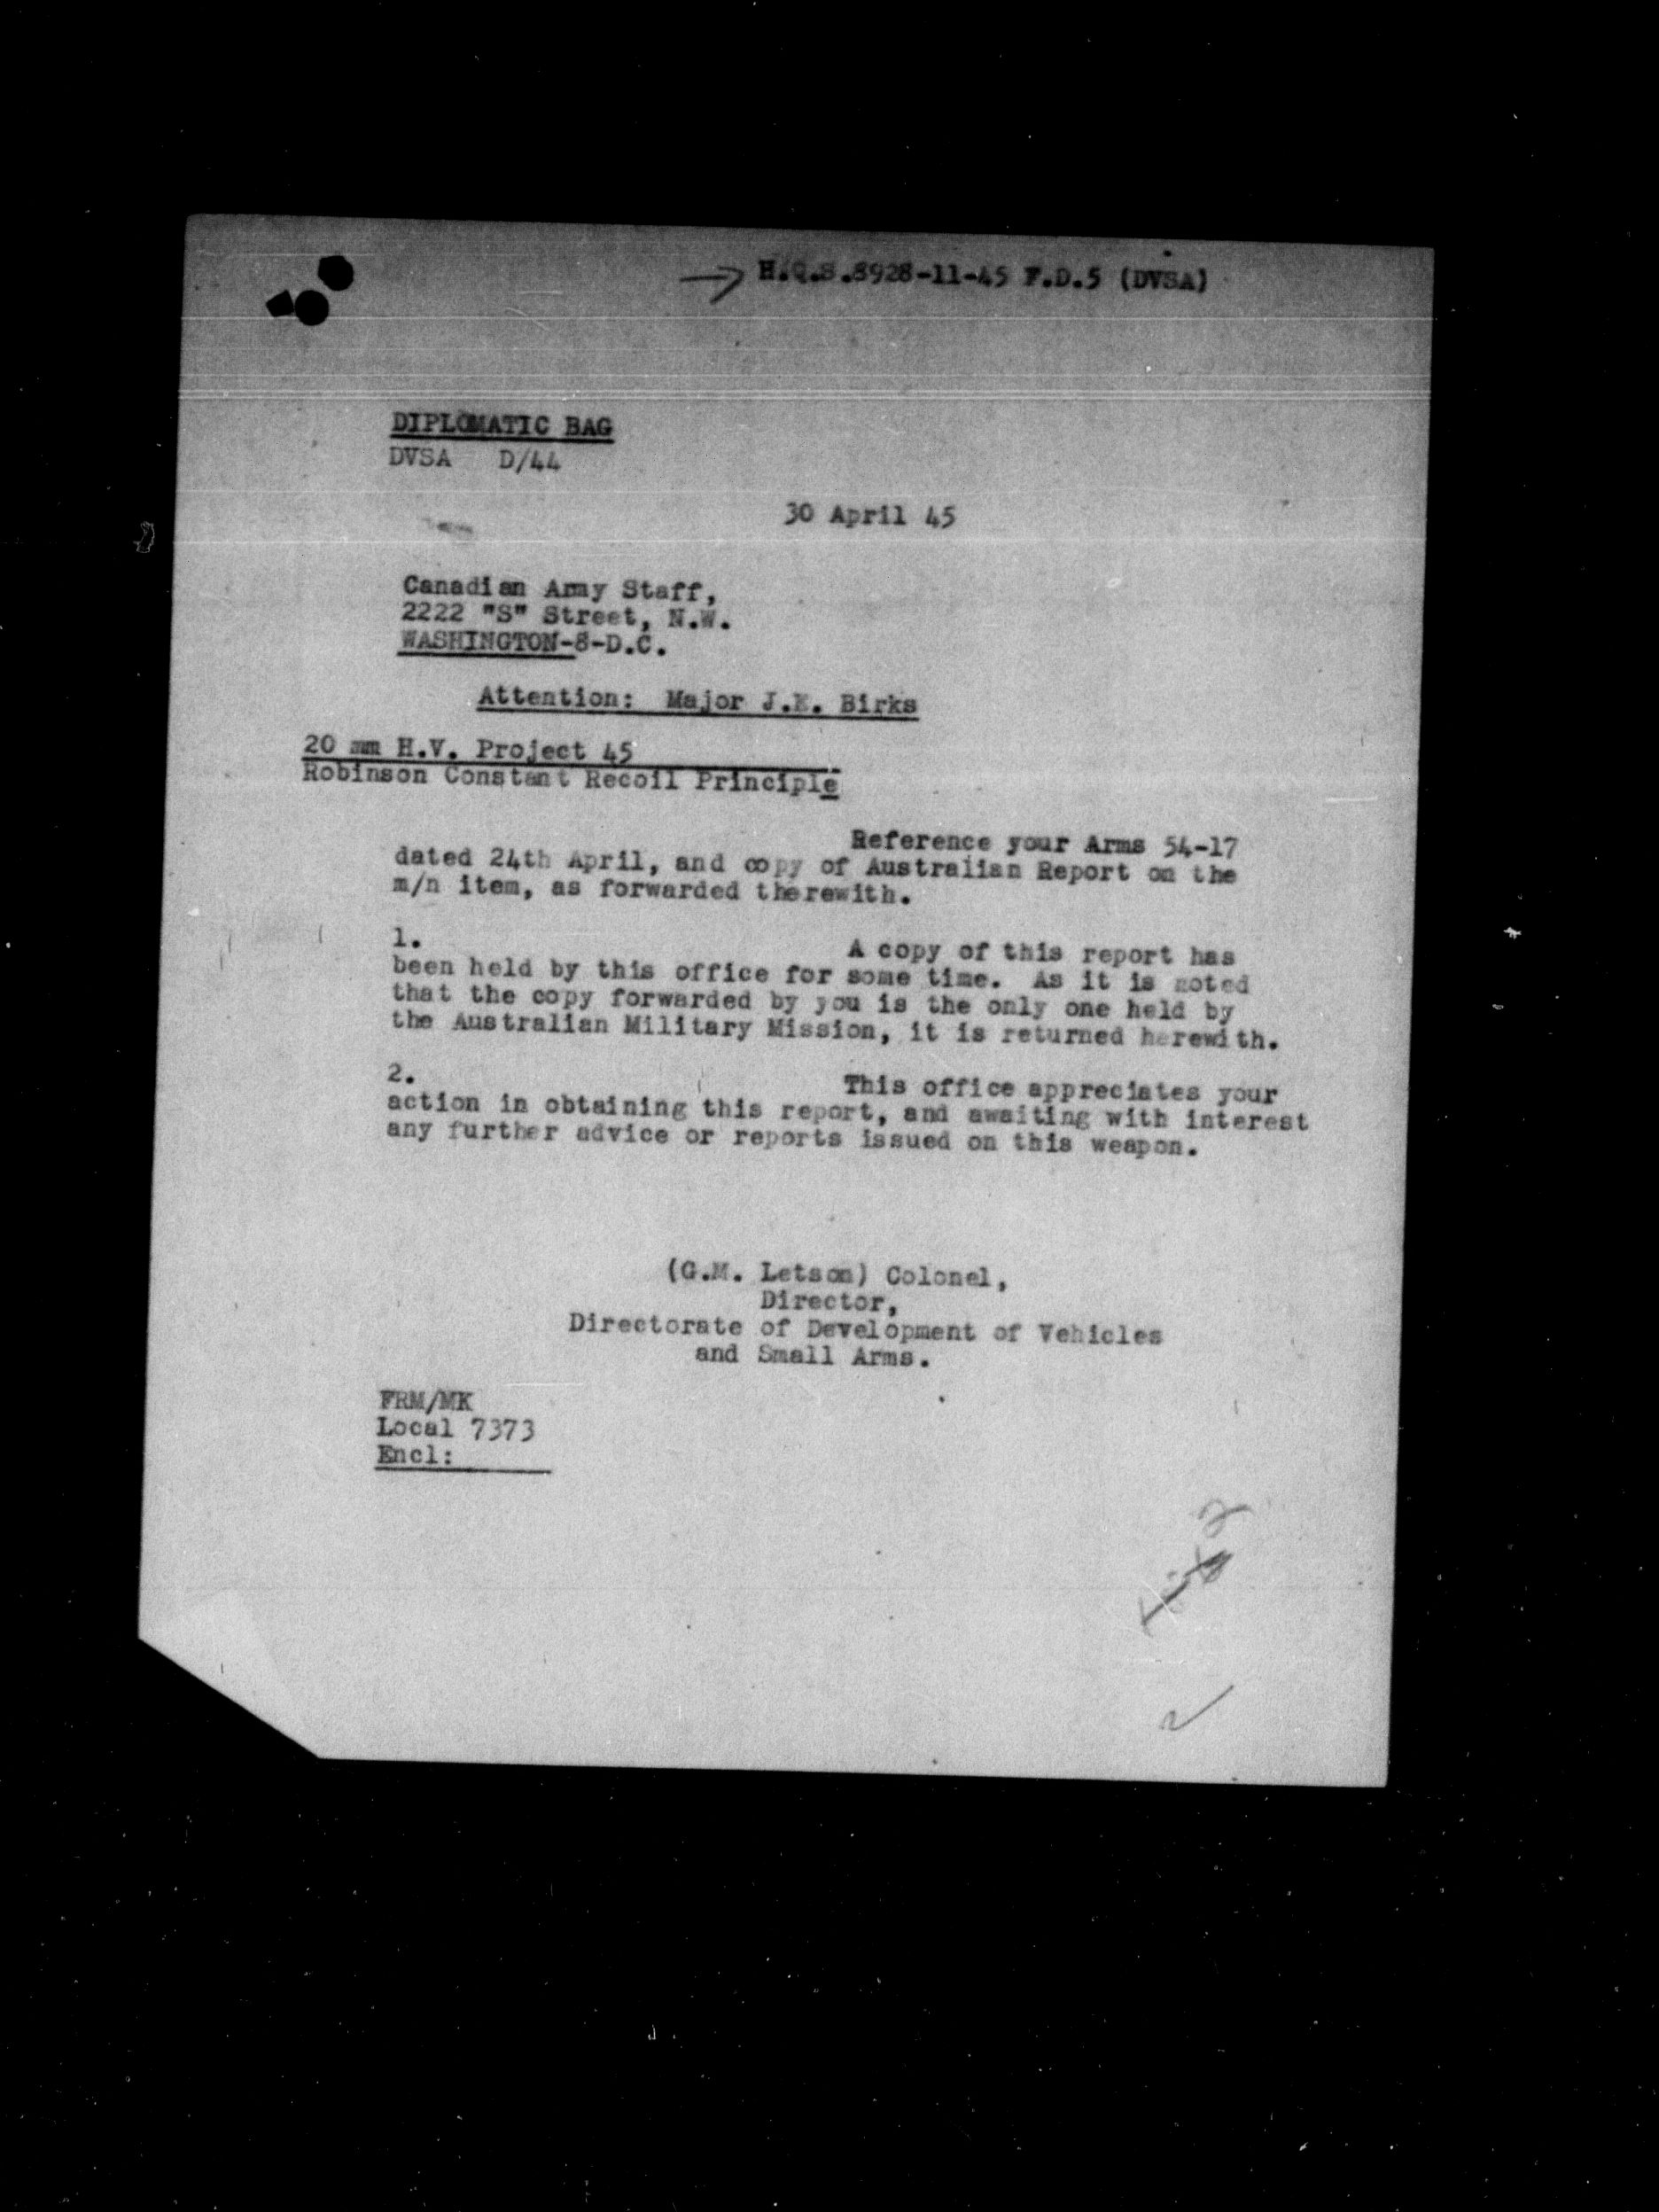 H.Q.S.8928-11-45 F.D.5 (DVSA)
DIPLOMATIC BAG
DVSA D/44
30 April 45
Canadian Army Staff,
2222 "S" Street, N.W.
WASHINGTON-8-D.C.
Attention: Major J.E. Birks
20 mm H.V. Project 45
Robinson Constant Recoil Principle
Reference your Arms 54-17
dated 24th April, and copy of Australian Report on the
m/n item, as forwarded therewith.
1. A copy of this report has
been held by this office for some time. As it is noted
that the copy forwarded by you is the only one held by
the Australian Military Mission, it is returned herewith.
2. This office appreciates your
action in obtaining this report, and awaiting with interest
any further advice or reports issued on this weapon.
(G.M. Letson) Colonel,
Director,
Directorate of Development of Vehicles
and Small Arms.
FRM/MK
Local 7373
Encl: